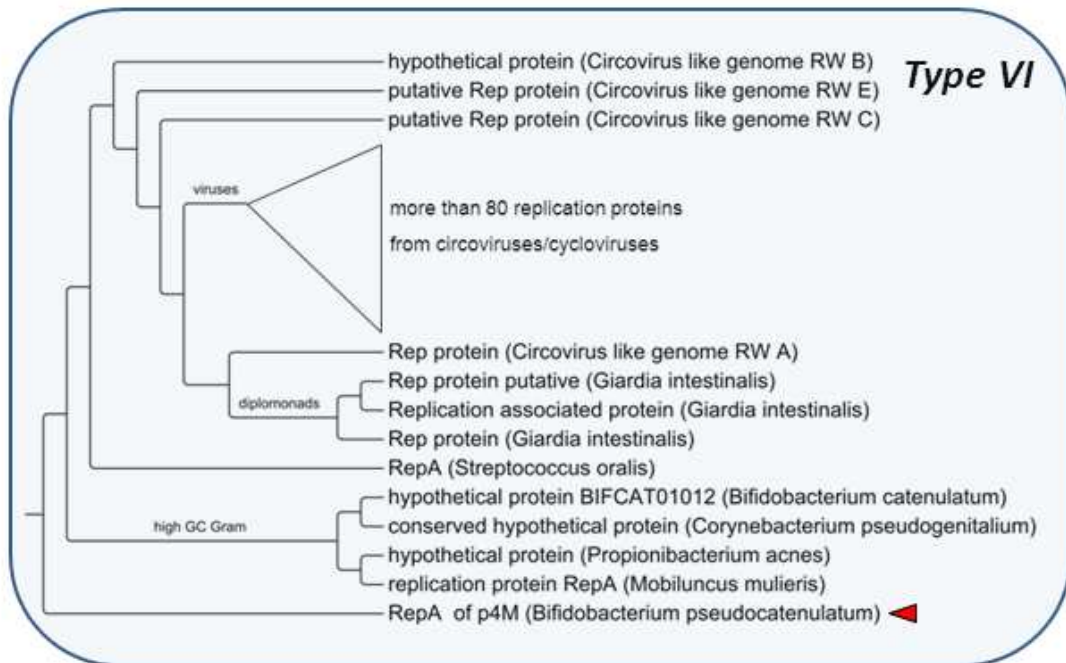 hypothetical protein (Circovirus like genome RW B)
Type VI
putative Rep protein (Circovirus like genome RW E)
putative Rep protein (Circovirus like genome RW C)
viruses
more than 80 replication proteins
from circoviruses/cycloviruses
Rep protein (Circovirus like genome RW A)
Rep protein putative (Giardia intestinalis)
diplomonads
Replication associated protein (Giardia intestinalis)
Rep protein (Giardia intestinalis)
RepA (Streptococcus oralis)
hypothetical protein BIFCAT01012 (Bifidobacterium catenulatum)
high GC Gram
conserved hypothetical protein (Corynebacterium pseudogenitalium)
hypothetical protein (Propionibacterium acnes)
replication protein RepA (Mobiluncus mulieris)
RepA of p4M (Bifidobacterium pseudocatenulatum)